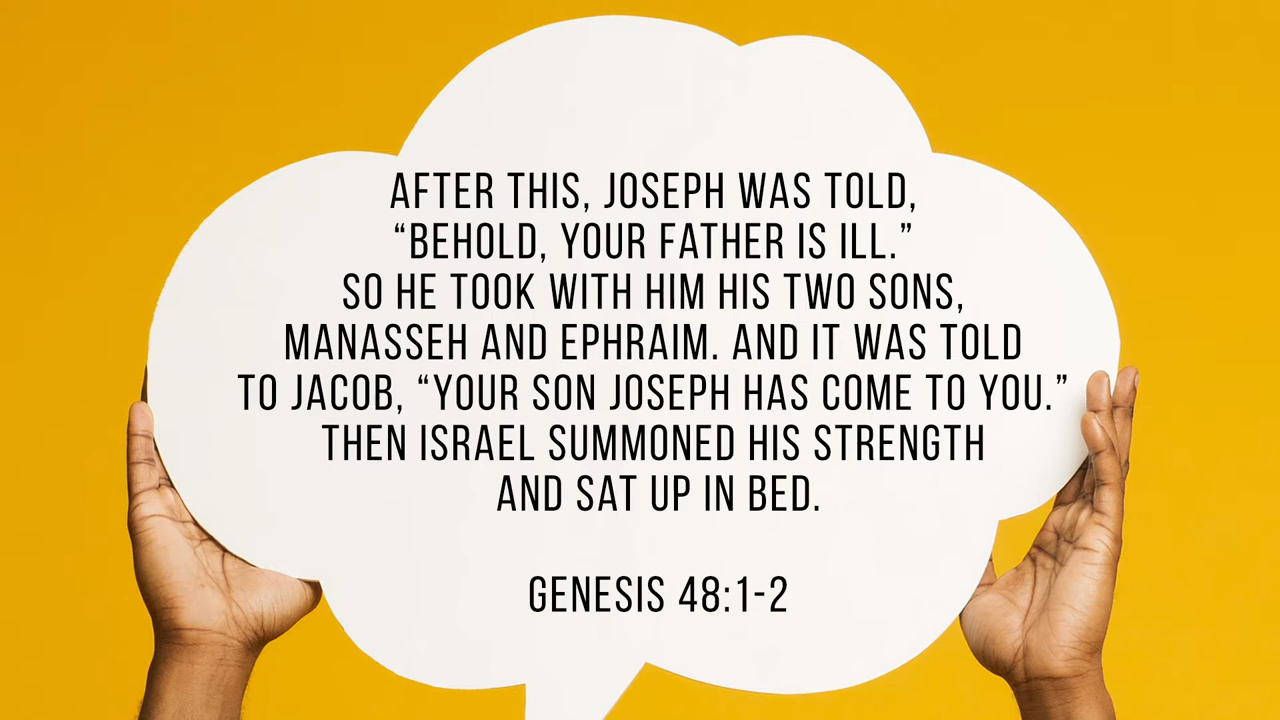 AFTER THIS, JOSEPH WAS TOLD,
“BEHOLD, YOUR FATHER IS ILL.”
SO HE TOOK WITH HIM HIS TWO SONS,
MANASSEH AND EPHRAIM. AND IT WAS TOLD
TO JACOB, “YOUR SON JOSEPH HAS COME TO YOU.”
THEN ISRAEL SUMMONED HIS STRENGTH
AND SAT UP IN BED.
GENESIS 48:1-2